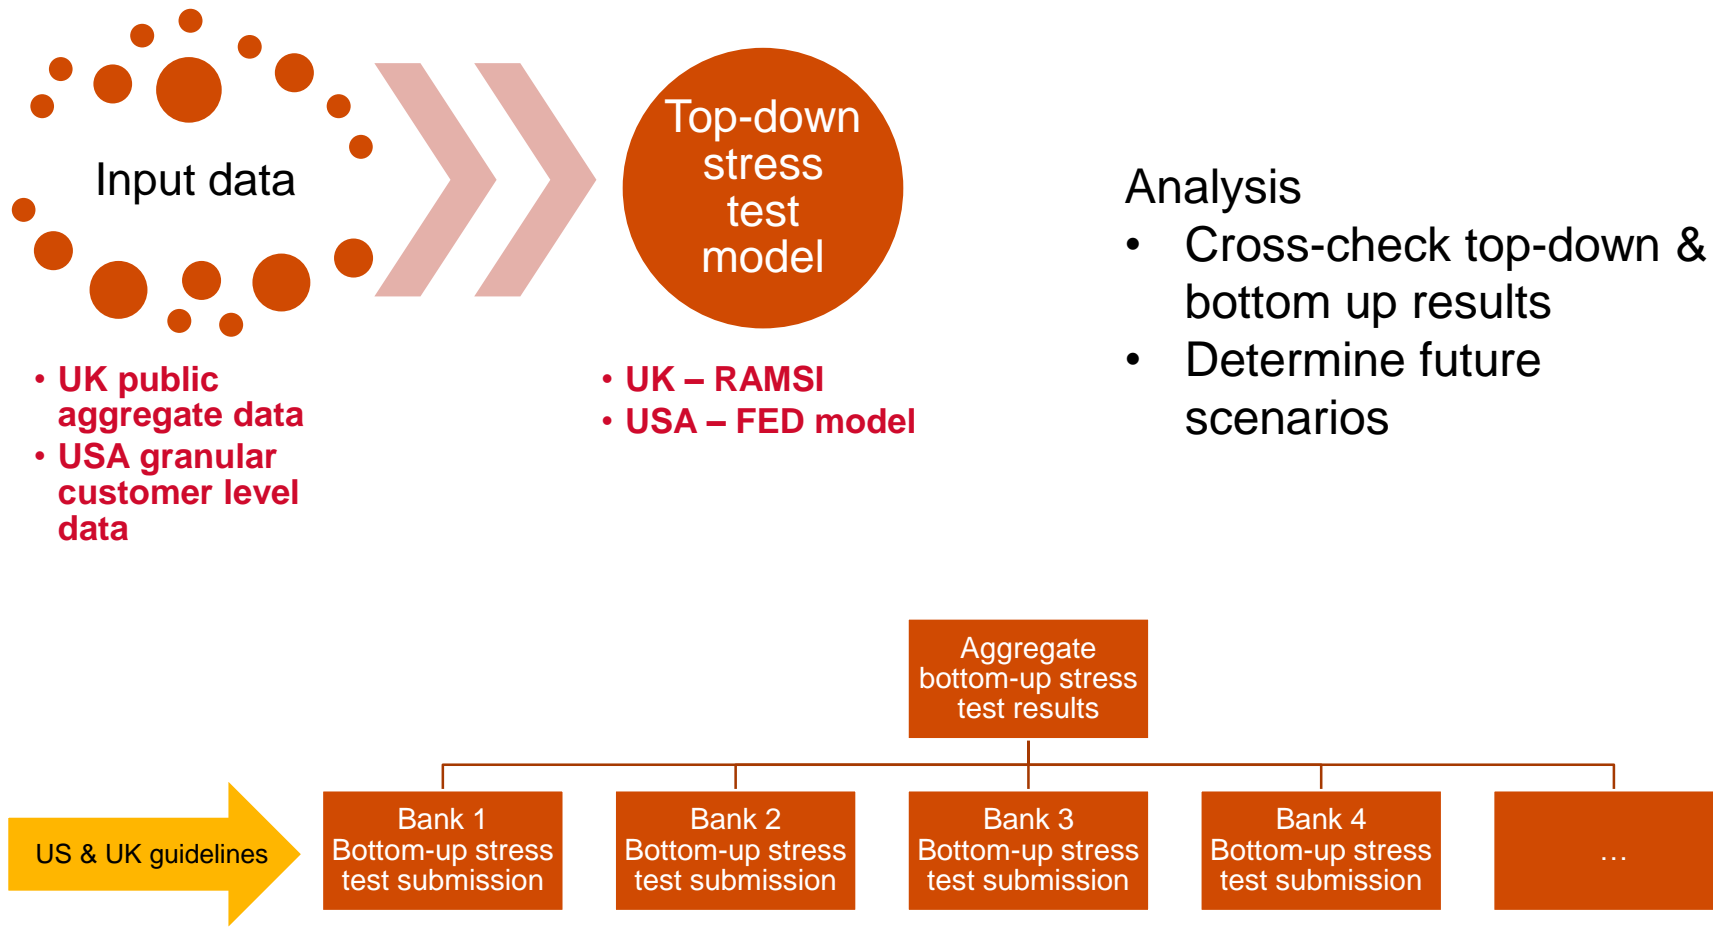 Input data
• UK public
aggregate data
• USA granular
customer level
data
Top-down
stress
test
model
• UK – RAMSI
• USA – FED model
Analysis
• Cross-check top-down &
bottom up results
• Determine future
scenarios
Aggregate
bottom-up stress
test results
US & UK guidelines
Bank 1
Bottom-up stress
test submission
Bank 2
Bottom-up stress
test submission
Bank 3
Bottom-up stress
test submission
Bank 4
Bottom-up stress
test submission
…